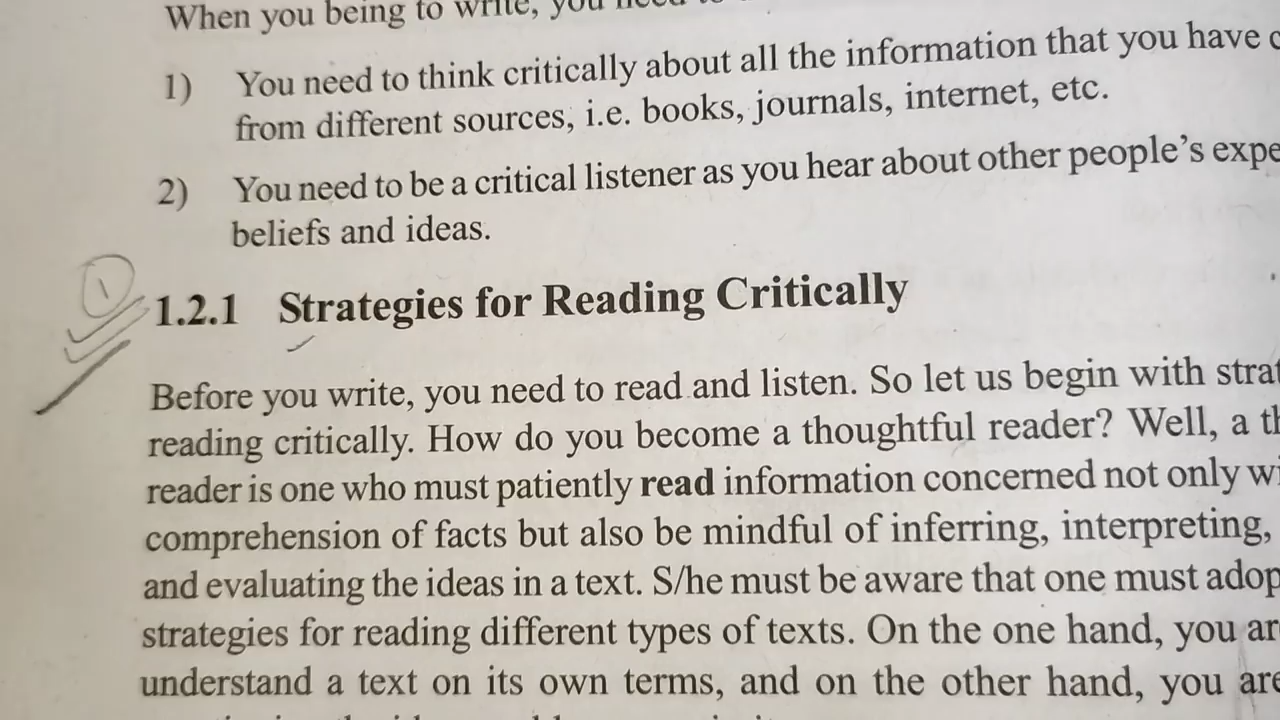 When you being to write, you need to
1) You need to think critically about all the information that you have
from different sources, i.e. books, journals, internet, etc.
2) You need to be a critical listener as you hear about other people's
beliefs and ideas.
1
1.2.1 Strategies for Reading Critically
Before you write, you need to read and listen. So let us begin with
reading critically. How do you become a thoughtful reader? Well, a
reader is one who must patiently read information concerned not only
comprehension of facts but also be mindful of inferring, interpreting,
and evaluating the ideas in a text. S/he must be aware that one must
strategies for reading different types of texts. On the one hand, you
understand a text on its own terms, and on the other hand, you are